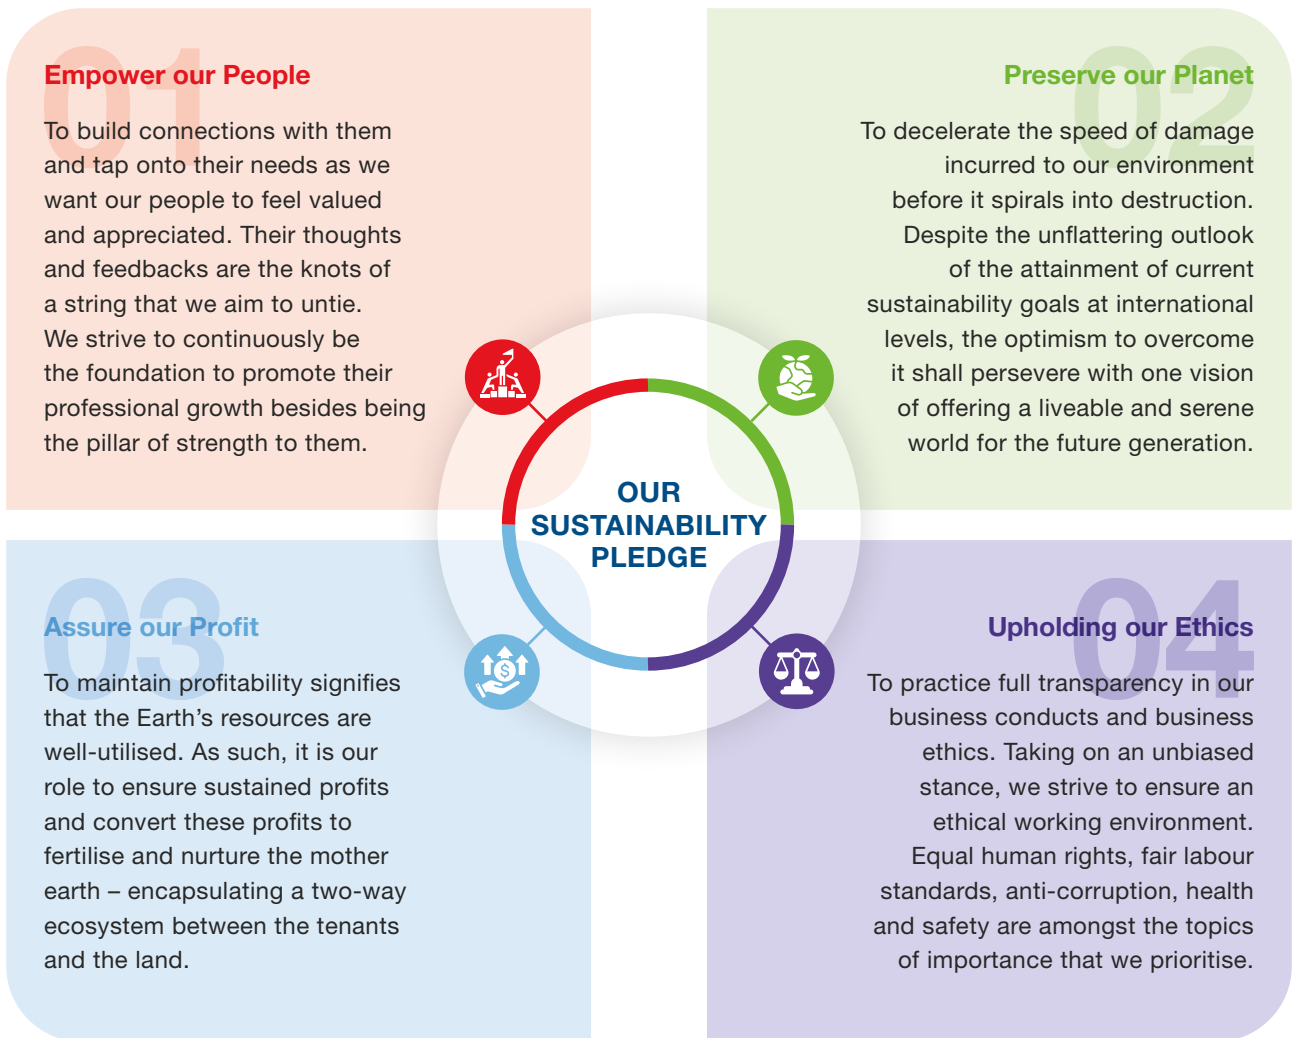 01
Empower our People
To build connections with them
and tap onto their needs as we
want our people to feel valued
and appreciated. Their thoughts
and feedbacks are the knots of
a string that we aim to untie.
We strive to continuously be
the foundation to promote their
professional growth besides being
the pillar of strength to them.
02
Preserve our Planet
To decelerate the speed of damage
incurred to our environment
before it spirals into destruction.
Despite the unflattering outlook
of the attainment of current
sustainability goals at international
levels, the optimism to overcome
it shall persevere with one vision
of offering a liveable and serene
world for the future generation.
OUR
SUSTAINABILITY
PLEDGE
$
03
Assure our Profit
To maintain profitability signifies
that the Earth’s resources are
well-utilised. As such, it is our
role to ensure sustained profits
and convert these profits to
fertilise and nurture the mother
earth – encapsulating a two-way
ecosystem between the tenants
and the land.
04
Upholding our Ethics
To practice full transparency in our
business conducts and business
ethics. Taking on an unbiased
stance, we strive to ensure an
ethical working environment.
Equal human rights, fair labour
standards, anti-corruption, health
and safety are amongst the topics
of importance that we prioritise.